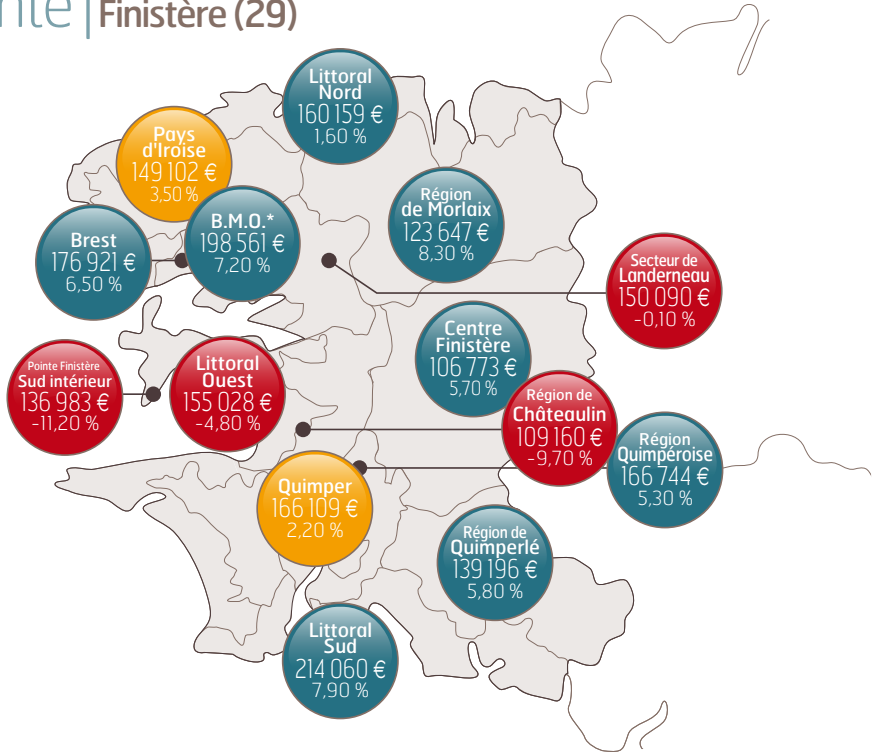 Finistère (29)
Littoral
Nord
160 159 €
1,60 %
Pays
d'Iroise
149 102 €
3,50 %
Région
de Morlaix
123 647 €
8,30 %
B.M.O.*
198 561 €
7,20 %
Brest
176 921 €
6,50 %
Secteur de
Landerneau
150 090 €
-0,10 %
Centre
Finistère
106 773 €
5,70 %
Pointe Finistère
Sud intérieur
136 983 €
-11,20 %
Littoral
Ouest
155 028 €
-4,80 %
Région de
Châteaulin
109 160 €
-9,70 %
Région
Quimpéroise
166 744 €
5,30 %
Quimper
166 109 €
2,20 %
Région de
Quimperlé
139 196 €
5,80 %
Littoral
Sud
214 060 €
7,90 %